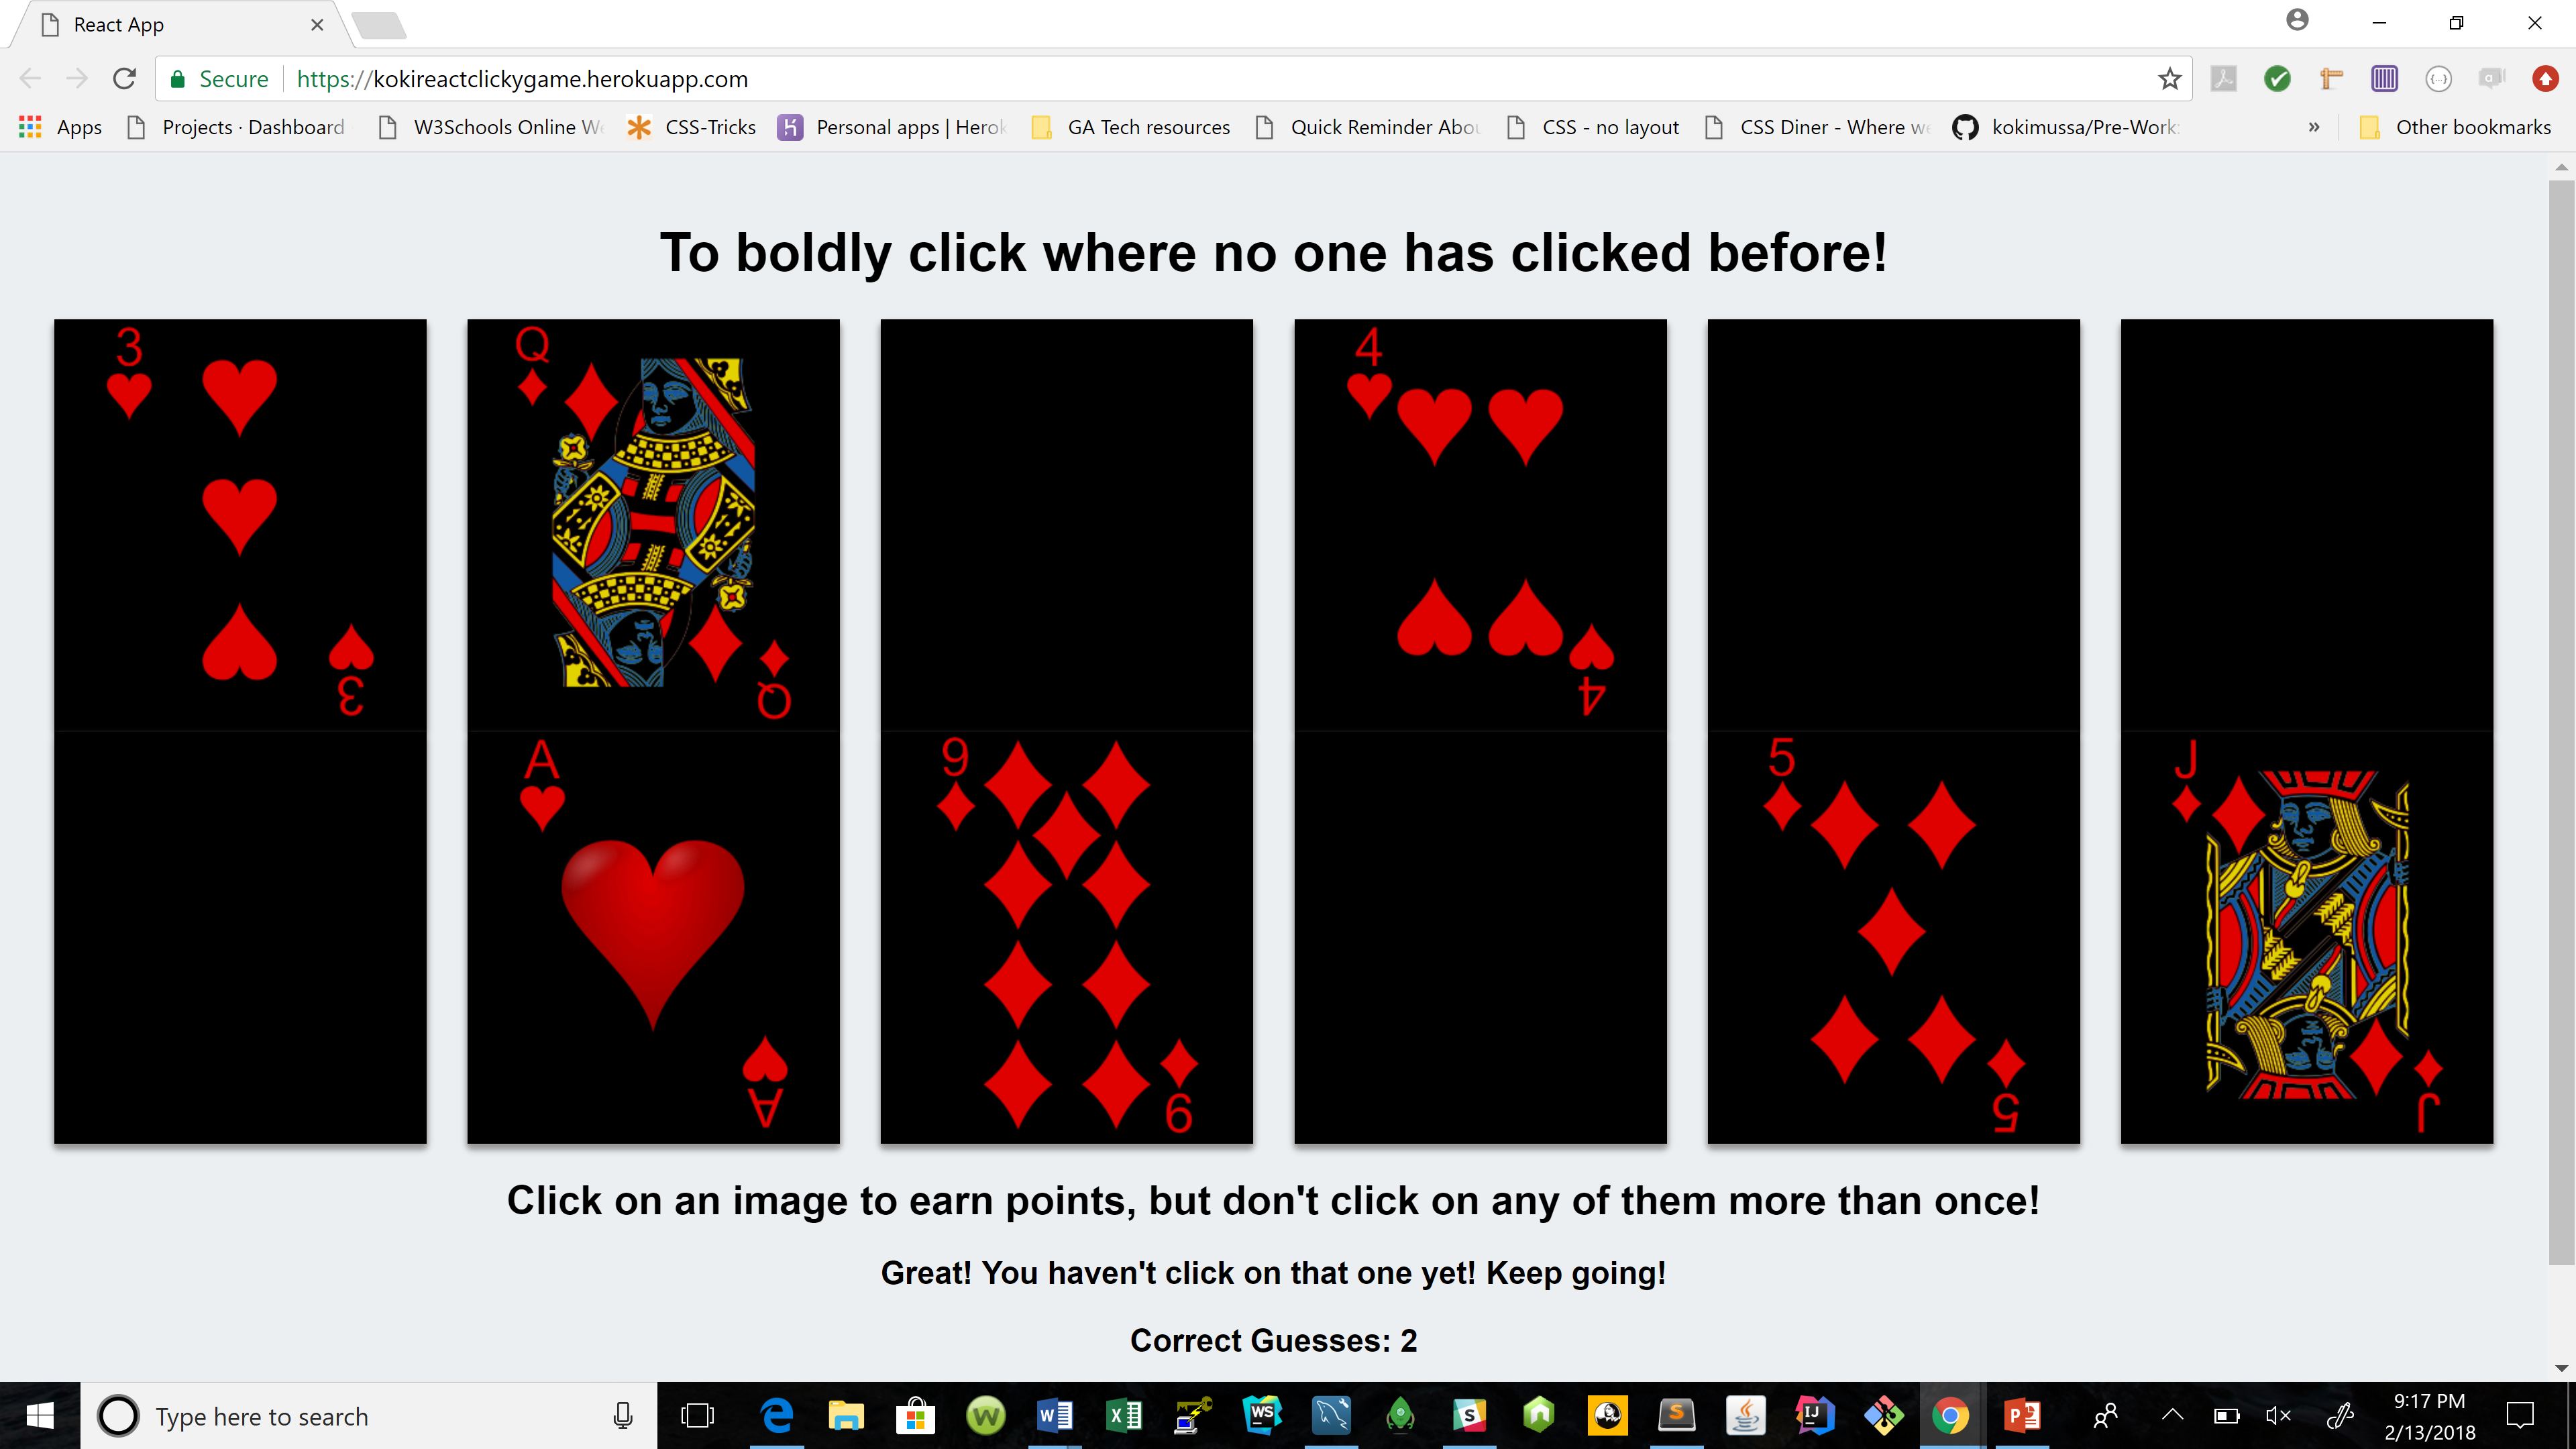 React App
Secure https://kokireactclickygame.herokuapp.com
Apps Projects · Dashboard W3Schools Online CSS-Tricks Personal apps | GA Tech resources Quick Reminder CSS - no layout CSS Diner - Where kokimussa/Pre-Work » Other bookmarks
To boldly click where no one has clicked before!
3 Q 4
3 Q 4
A 9 5 J
A 9 5 J
Click on an image to earn points, but don't click on any of them more than once!
Great! You haven't click on that one yet! Keep going!
Correct Guesses: 2
Type here to search
9:17 PM
2/13/2018